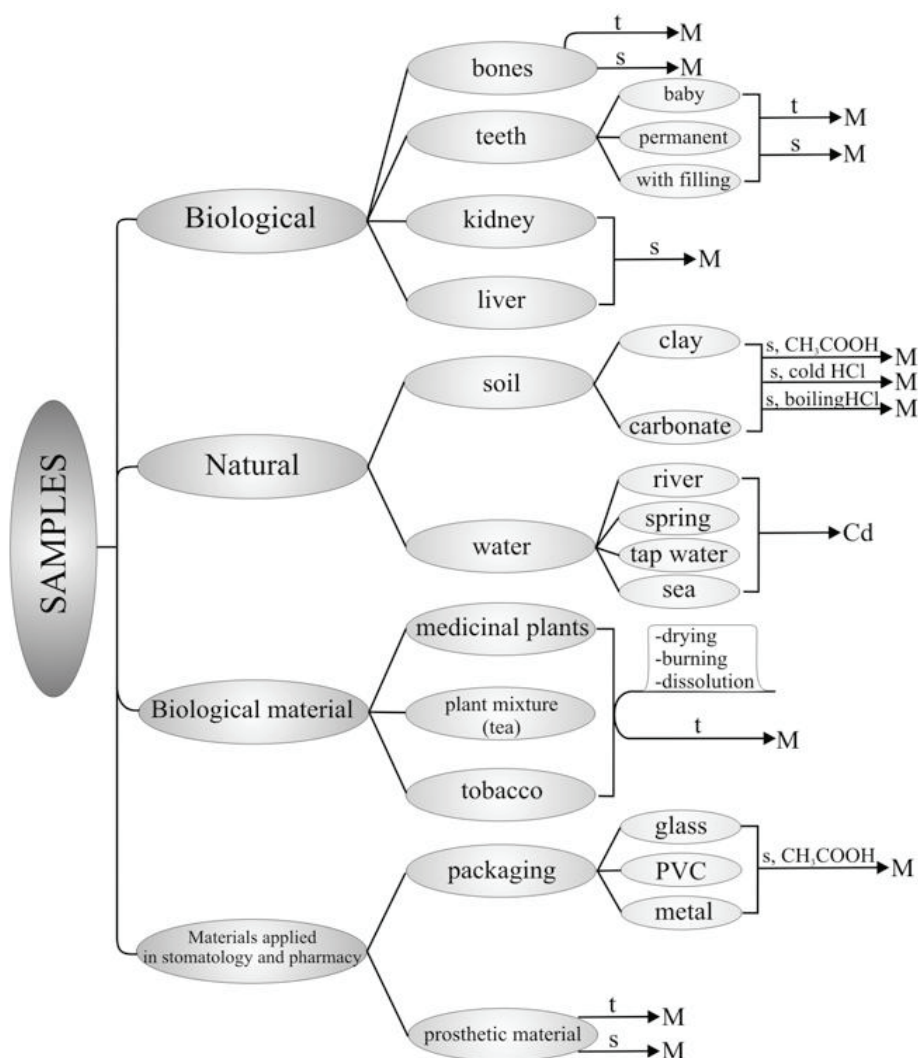 SAMPLES
Biological
bones
t
M
s
M
teeth
baby
permanent
with filling
t
M
s
M
kidney
liver
s
M
Natural
soil
clay
carbonate
s, CH₃COOH
M
s, cold HCl
M
s, boilingHCl
M
water
river
spring
tap water
sea
Cd
Biological material
medicinal plants
plant mixture
(tea)
tobacco
-drying
-burning
-dissolution
t
M
Materials applied
in stomatology and pharmacy
packaging
glass
PVC
metal
s, CH₃COOH
M
prosthetic material
t
M
s
M